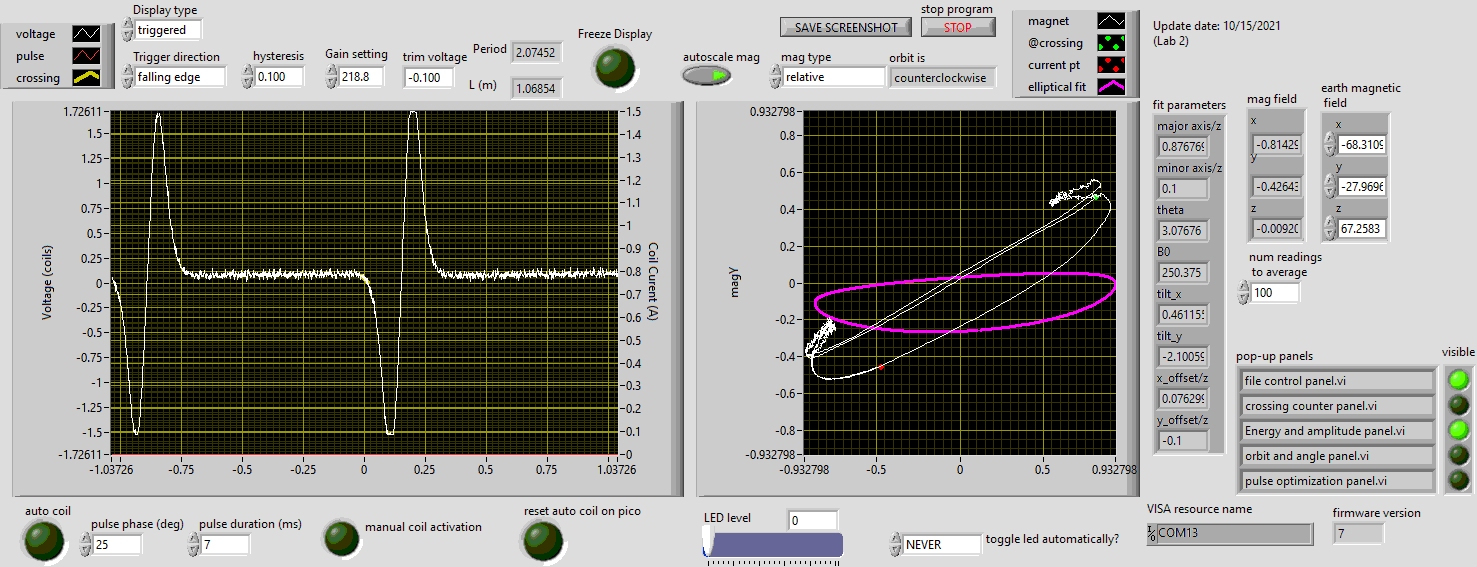 Display type
triggered
voltage
pulse
crossing
Trigger direction
falling edge
hysteresis
0.100
Gain setting
218.8
trim voltage
-0.100
Period
2.07452
L (m)
1.06854
Freeze Display
SAVE SCREENSHOT
stop program
STOP
autoscale mag
mag type
relative
orbit is
counterclockwise
magnet
@crossing
current pt
elliptical fit
Update date: 10/15/2021
(Lab 2)
Voltage (coils)
1.72611
1.5
1.25
1
0.75
0.5
0.25
0
-0.25
-0.5
-0.75
-1
-1.25
-1.5
-1.72611
-1.03726
-0.75
-0.5
-0.25
0
0.25
0.5
0.75
1.03726
Coil Curent (A)
1.5
1.4
1.3
1.2
1.1
1
0.9
0.8
0.7
0.6
0.5
0.4
0.3
0.2
0.1
0
magY
0.932798
0.8
0.6
0.4
0.2
0
-0.2
-0.4
-0.6
-0.8
-0.932798
-0.932798
-0.5
0
0.5
0.932798
fit parameters
major axis/z
0.87676
minor axis/z
0.1
theta
3.07676
B0
250.375
tilt_x
0.46115
tilt_y
-2.10059
x_offset/z
0.07629
y_offset/z
-0.1
mag field
x
-0.81429
y
-0.42643
z
-0.00920
earth magnetic
field
x
-68.3109
y
-27.9696
z
67.2583
num readings
to average
100
pop-up panels
visible
file control panel.vi
crossing counter panel.vi
Energy and amplitude panel.vi
orbit and angle panel.vi
pulse optimization panel.vi
auto coil
pulse phase (deg)
25
pulse duration (ms)
7
manual coil activation
reset auto coil on pico
LED level
0
NEVER
toggle led automatically?
VISA resource name
COM13
firmware version
7